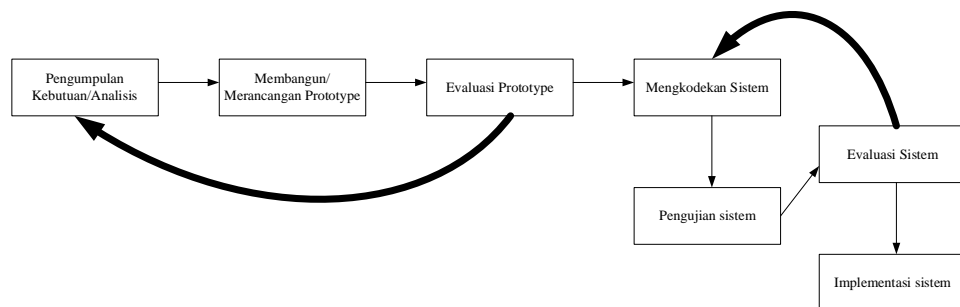 Pengumpulan
Kebutuan/Analisis
Membangun/
Merancangan Prototype
Evaluasi Prototype
Mengkodekan Sistem
Pengujian sistem
Evaluasi Sistem
Implementasi sistem